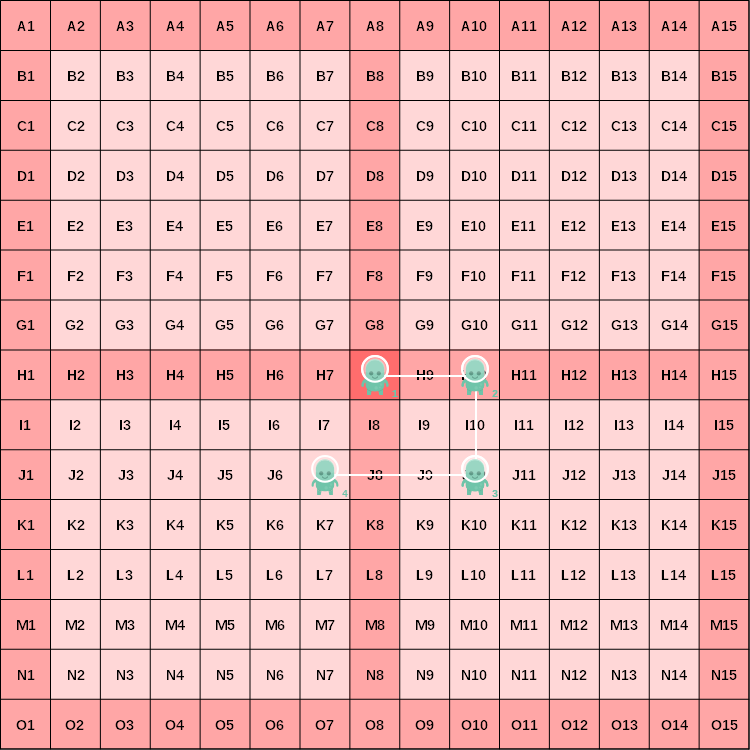 A1 A2 A3 A4 A5 A6 A7 A8 A9 A10 A11 A12 A13 A14 A15
B1 B2 B3 B4 B5 B6 B7 B8 B9 B10 B11 B12 B13 B14 B15
C1 C2 C3 C4 C5 C6 C7 C8 C9 C10 C11 C12 C13 C14 C15
D1 D2 D3 D4 D5 D6 D7 D8 D9 D10 D11 D12 D13 D14 D15
E1 E2 E3 E4 E5 E6 E7 E8 E9 E10 E11 E12 E13 E14 E15
F1 F2 F3 F4 F5 F6 F7 F8 F9 F10 F11 F12 F13 F14 F15
G1 G2 G3 G4 G5 G6 G7 G8 G9 G10 G11 G12 G13 G14 G15
H1 H2 H3 H4 H5 H6 H7 H9 H11 H12 H13 H14 H15
1 2
I1 I2 I3 I4 I5 I6 I7 I8 I9 I10 I11 I12 I13 I14 I15
J1 J2 J3 J4 J5 J6 J8 J9 J11 J12 J13 J14 J15
4 3
K1 K2 K3 K4 K5 K6 K7 K8 K9 K10 K11 K12 K13 K14 K15
L1 L2 L3 L4 L5 L6 L7 L8 L9 L10 L11 L12 L13 L14 L15
M1 M2 M3 M4 M5 M6 M7 M8 M9 M10 M11 M12 M13 M14 M15
N1 N2 N3 N4 N5 N6 N7 N8 N9 N10 N11 N12 N13 N14 N15
O1 O2 O3 O4 O5 O6 O7 O8 O9 O10 O11 O12 O13 O14 O15